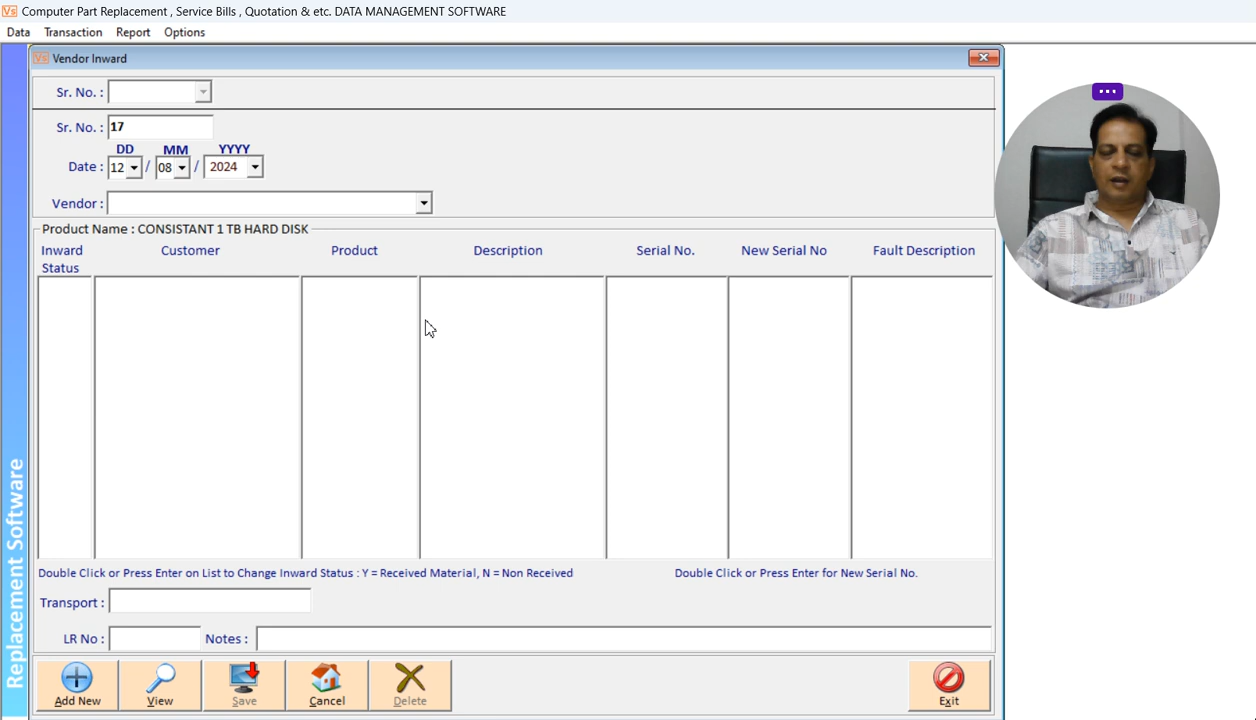 Vs Computer Part Replacement , Service Bills , Quotation & etc. DATA MANAGEMENT SOFTWARE
Data Transaction Report Options
Vs Vendor Inward
Sr. No. :
Sr. No. : 17
DD MM YYYY
Date : 12 / 08 / 2024
Vendor :
Product Name : CONSISTANT 1 TB HARD DISK
Inward Status Customer Product Description Serial No. New Serial No Fault Description
Double Click or Press Enter on List to Change Inward Status : Y = Received Material, N = Non Received Double Click or Press Enter for New Serial No.
Transport :
LR No : Notes :
Add New View Save Cancel Delete Exit
Replacement Software